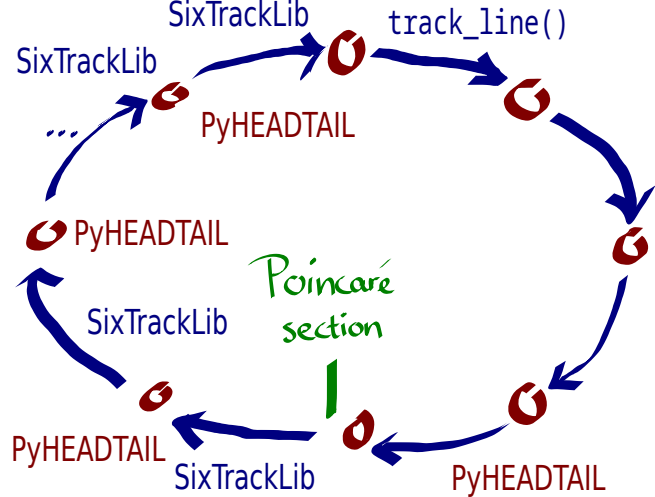 SixTrackLib
track_line()
SixTrackLib
PyHEADTAIL
...
PyHEADTAIL
Poincaré
section
SixTrackLib
PyHEADTAIL
SixTrackLib
PyHEADTAIL